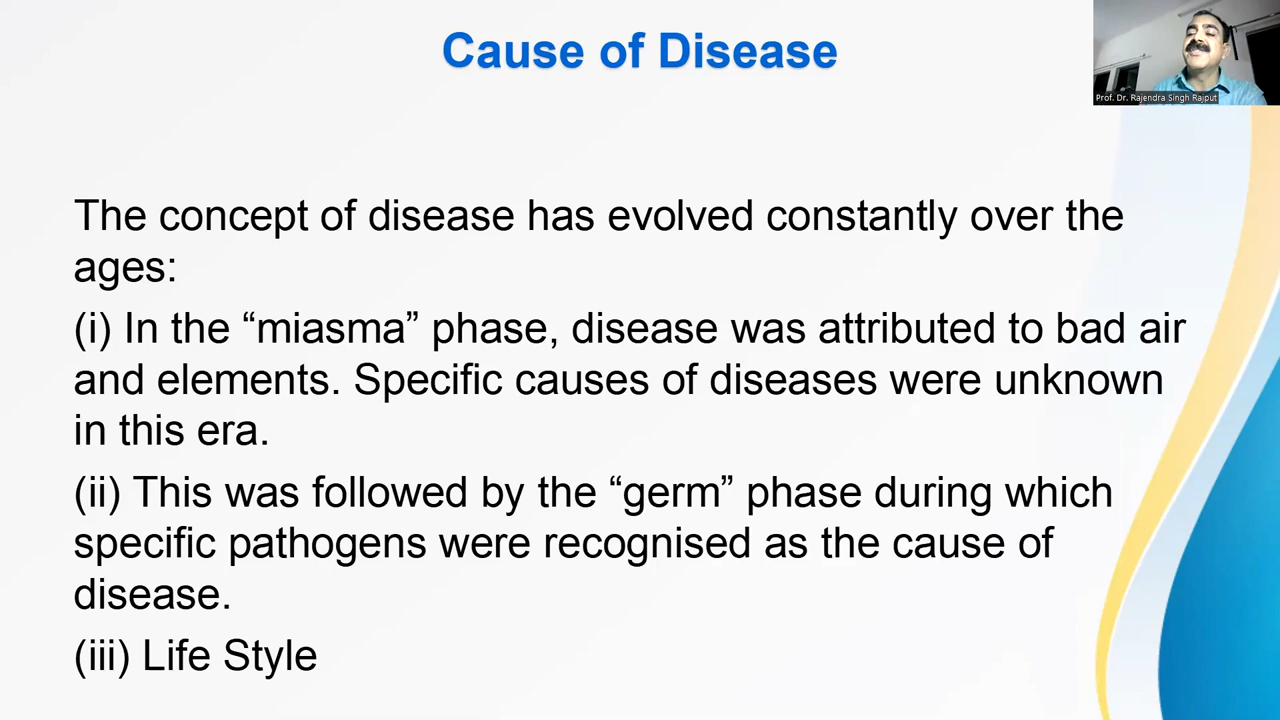 Cause of Disease
Prof. Dr. Rajendra Singh Rajput
The concept of disease has evolved constantly over the
ages:
(i) In the “miasma” phase, disease was attributed to bad air
and elements. Specific causes of diseases were unknown
in this era.
(ii) This was followed by the “germ” phase during which
specific pathogens were recognised as the cause of
disease.
(iii) Life Style